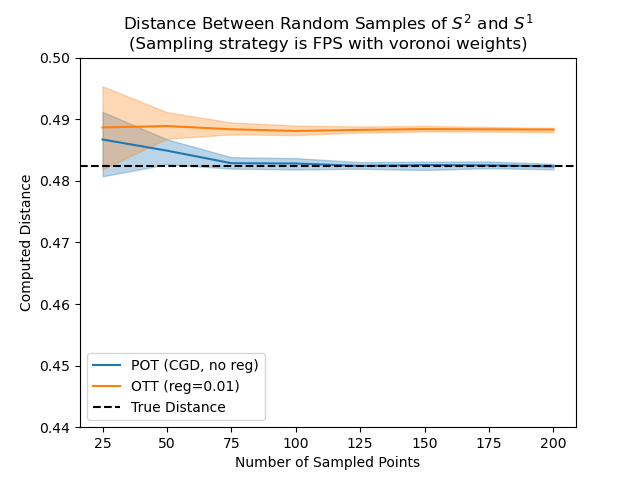 Distance Between Random Samples of S² and S¹
(Sampling strategy is FPS with voronoi weights)
0.50
0.49
0.48
0.47
0.46
0.45
0.44
Computed Distance
POT (CGD, no reg)
OTT (reg=0.01)
True Distance
25 50 75 100 125 150 175 200
Number of Sampled Points